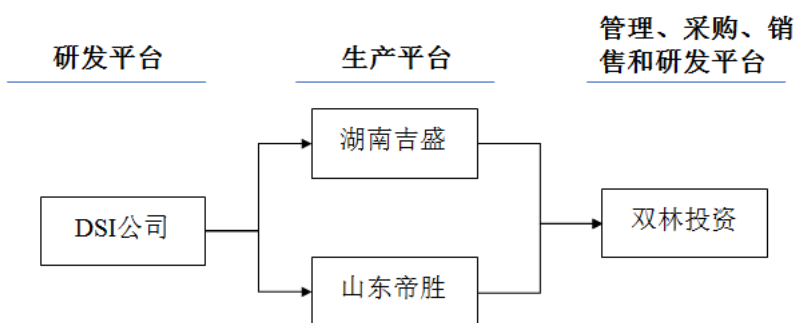 研发平台
生产平台
管理、采购、销
售和研发平台
湖南吉盛
DSI公司
双林投资
山东帝胜